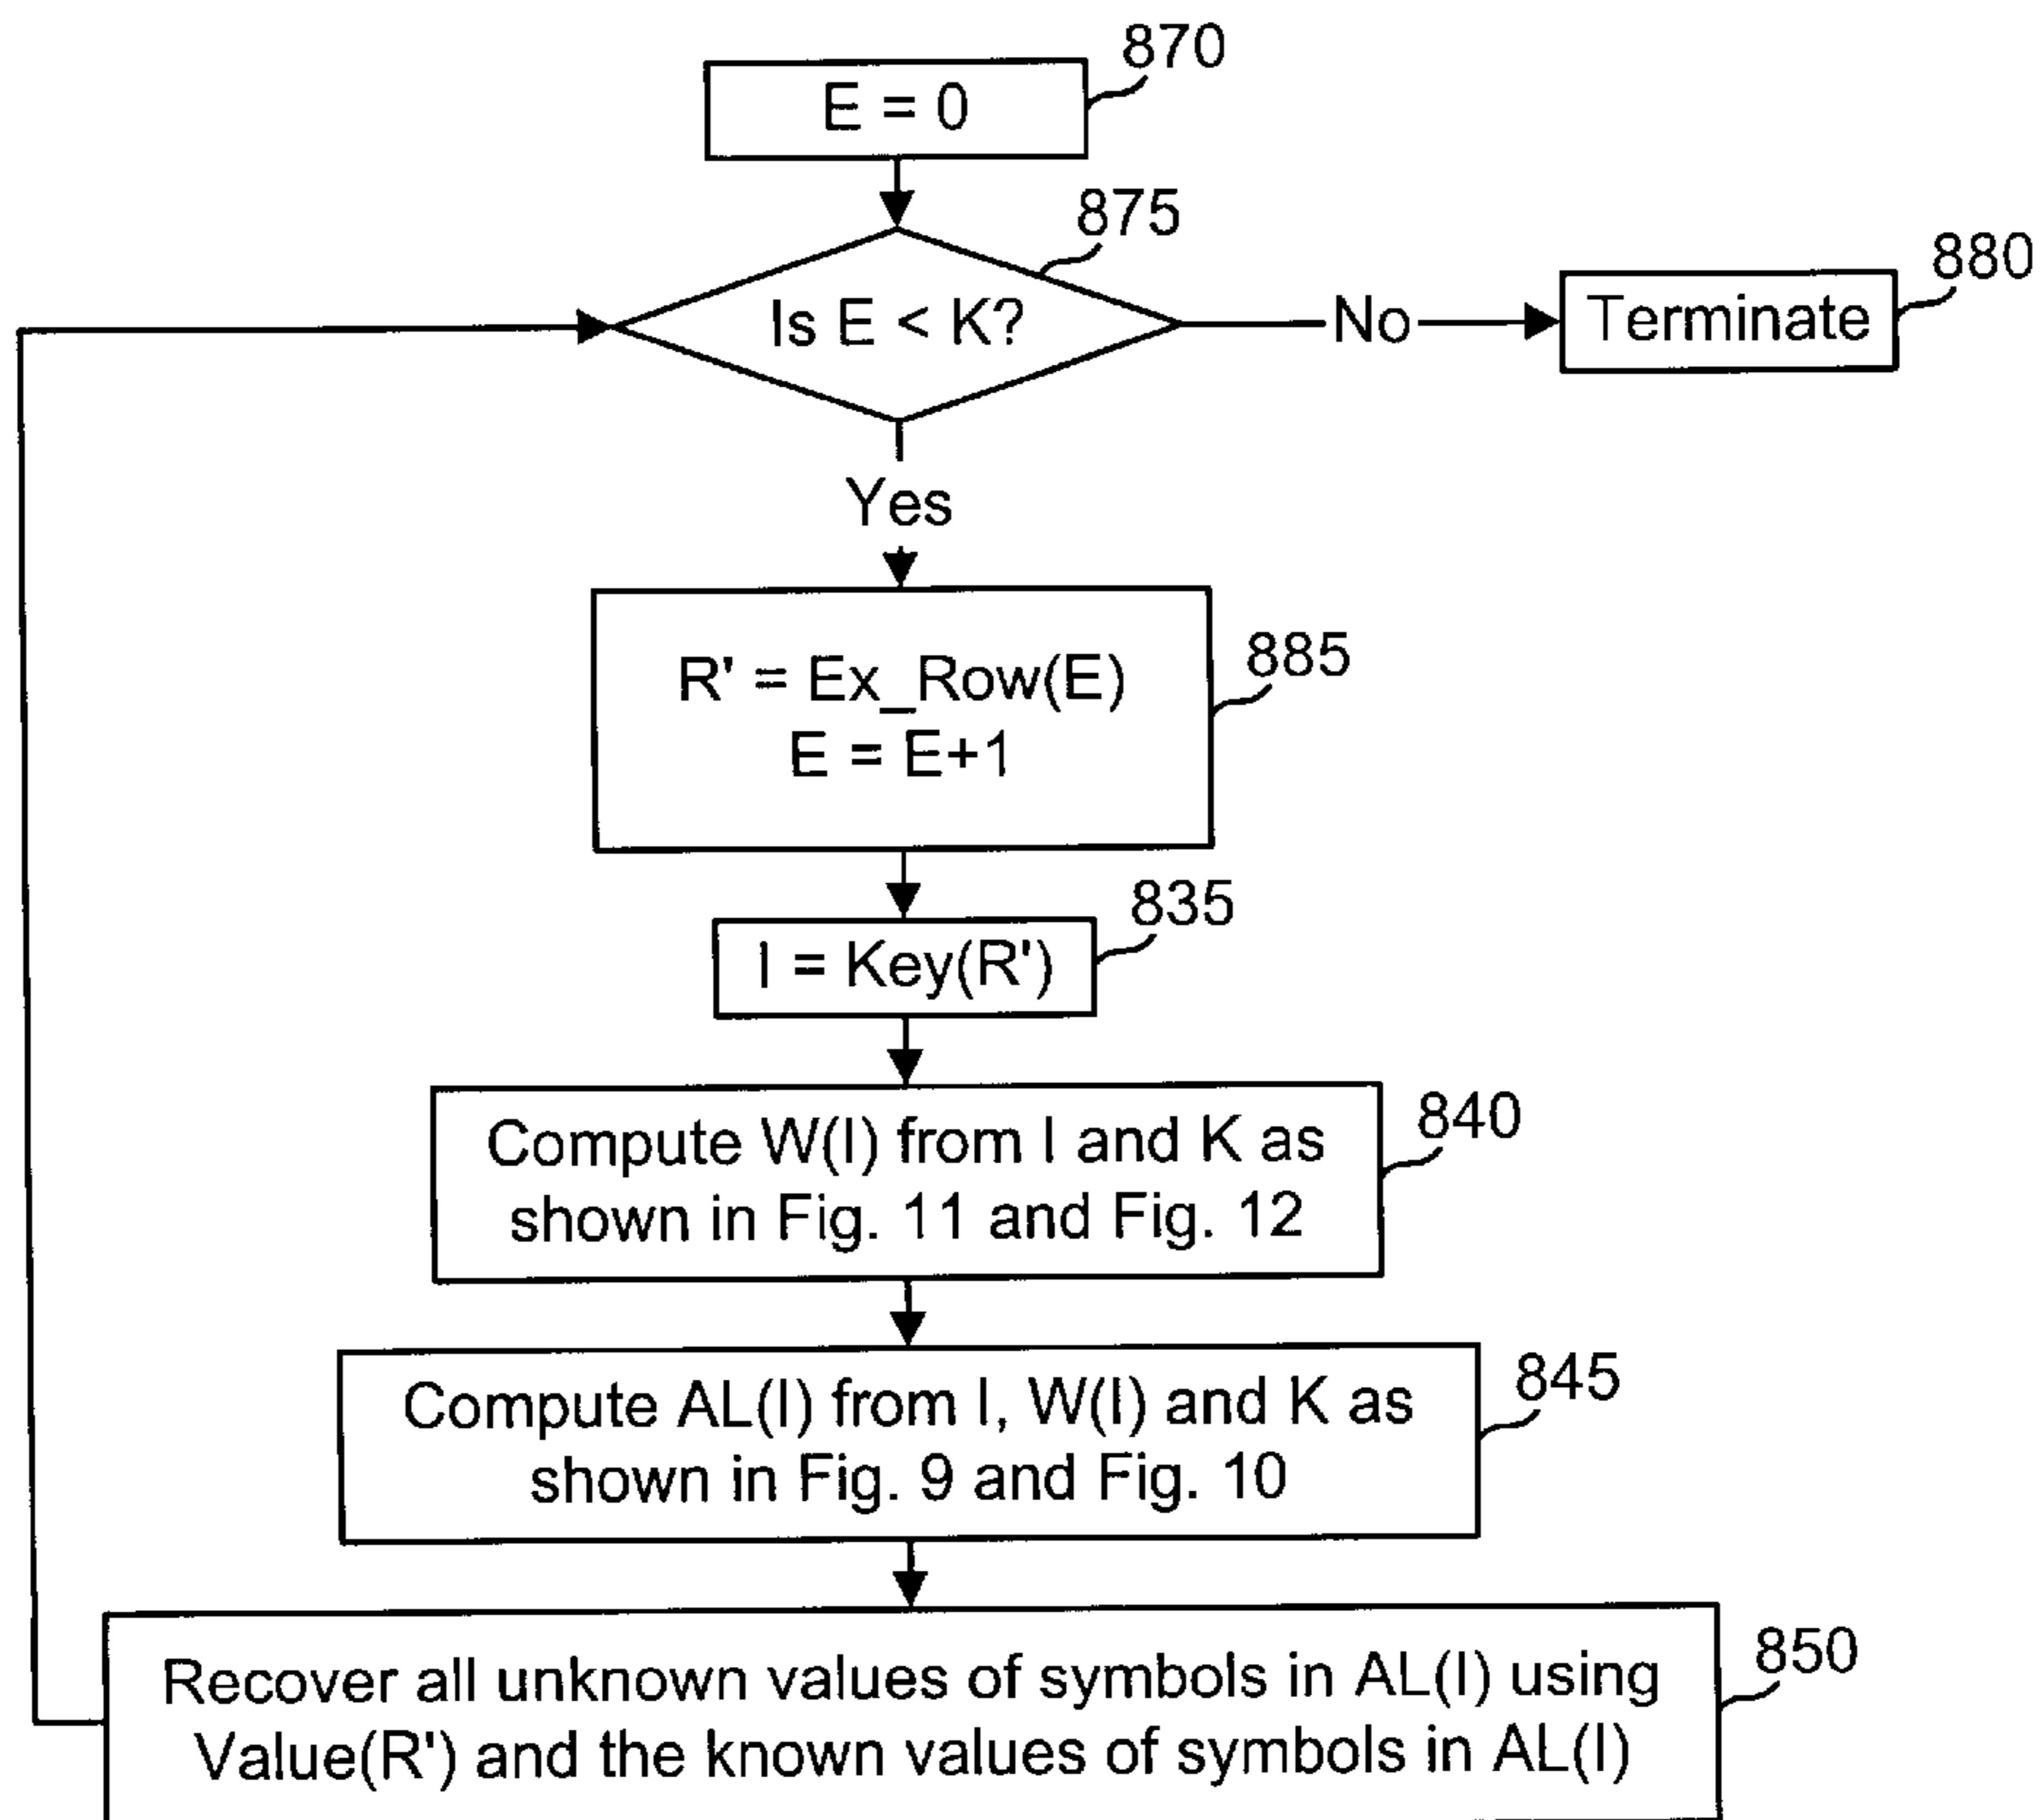 870
E = 0
875
Is E < K?
No
880
Terminate
Yes
885
R' = Ex_Row(E)
E = E+1
835
I = Key(R')
840
Compute W(I) from I and K as
shown in Fig. 11 and Fig. 12
845
Compute AL(I) from I, W(I) and K as
shown in Fig. 9 and Fig. 10
850
Recover all unknown values of symbols in AL(I) using
Value(R') and the known values of symbols in AL(I)